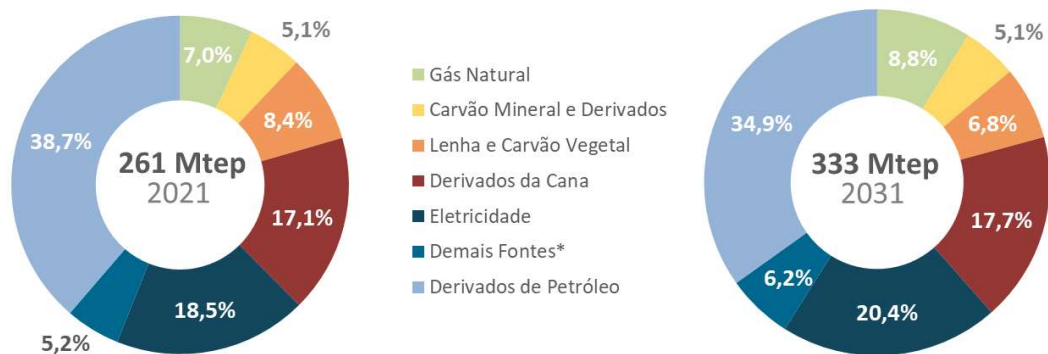 5,1%
7,0%
8,4%
38,7%
261 Mtep
2021
17,1%
18,5%
5,2%
Gás Natural
Carvão Mineral e Derivados
Lenha e Carvão Vegetal
Derivados da Cana
Eletricidade
Demais Fontes*
Derivados de Petróleo
5,1%
8,8%
6,8%
34,9%
333 Mtep
2031
17,7%
6,2%
20,4%